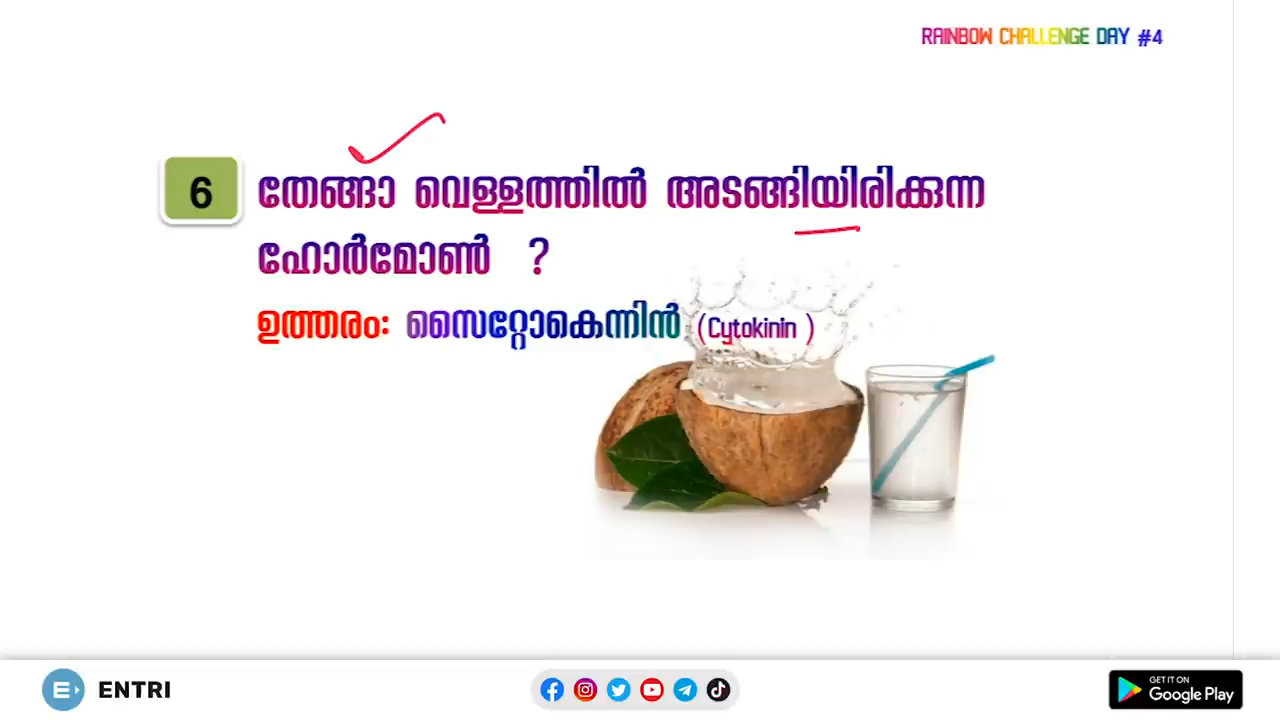 RAINBOW CHALLENGE DAY #4
6 തേങ്ങാ വെള്ളത്തിൽ അടങ്ങിയിരിക്കുന്ന
ഹോർമോൺ ?
ഉത്തരം: സൈറ്റോകെന്നിൻ (Cytokinin )
ENTRI
GET IT ON
Google Play